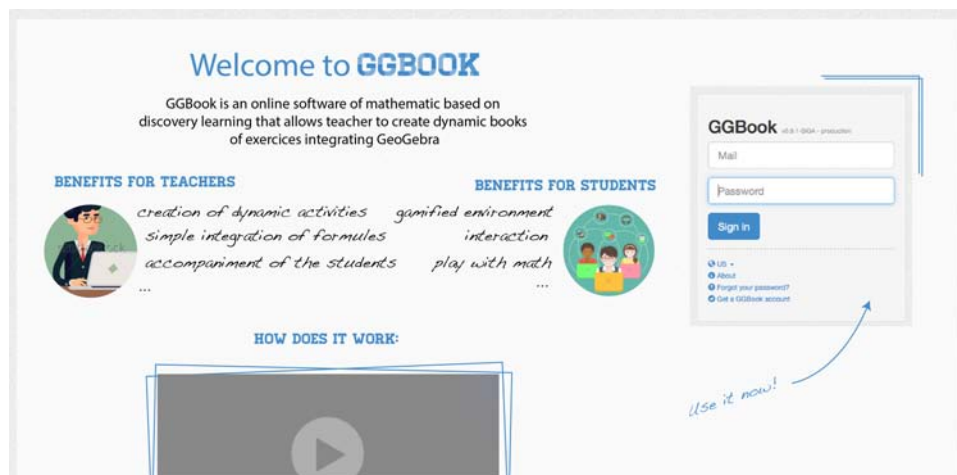 Welcome to GGBOOK
GGBook is an online software of mathematic based on
discovery learning that allows teacher to create dynamic books
of exercices integrating GeoGebra
BENEFITS FOR TEACHERS
creation of dynamic activities
simple integration of formules
accompaniment of the students
...
BENEFITS FOR STUDENTS
gamified environment
interaction
play with math
...
HOW DOES IT WORK:
GGBook
Mail
Password
Sign in
US
About
Forgot your password?
Get a GGBook account
Use it now!